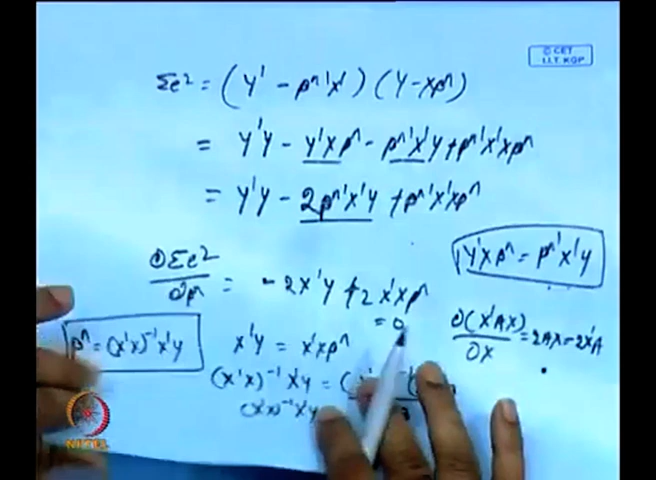 © CET
I.I.T. KGP
Σe² = (Y' - β^'X') (Y - Xβ^)
= Y'Y - Y'Xβ^ - β^'X'Y + β^'X'Xβ^
= Y'Y - 2β^'X'Y + β^'X'Xβ^
Y'Xβ^ = β^'X'Y
∂Σe²/∂β^ = -2X'Y + 2X'Xβ^
= 0
∂(X'AX)/∂X = 2AX = 2X'A
β^ = (X'X)⁻¹X'Y
X'Y = X'Xβ^
(X'X)⁻¹X'Y = (
(X'X)⁻¹X'Y
NPTEL